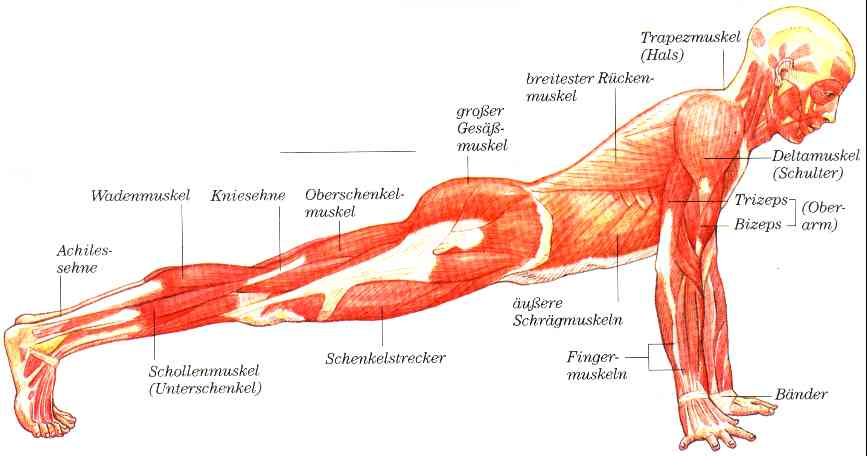 Trapezmuskel
(Hals)
breitester Rücken-
muskel
großer
Gesäß-
muskel
Deltamuskel
(Schulter)
Wadenmuskel
Kniesehne
Oberschenkel-
muskel
Trizeps
Bizeps
(Ober-
arm)
Achiles-
sehne
äußere
Schrägmuskeln
Schollenmuskel
(Unterschenkel)
Schenkelstrecker
Finger-
muskeln
Bänder